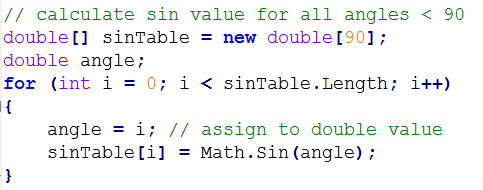 // calculate sin value for all angles < 90
double[] sinTable = new double[90];
double angle;
for (int i = 0; i < sinTable.Length; i++)
{
    angle = i; // assign to double value
    sinTable[i] = Math.Sin(angle);
}